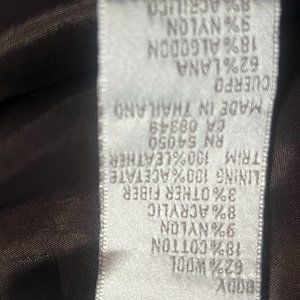 BODY
62% WOOL
18% COTTON
9% NYLON
8% ACRYLIC
3% OTHER FIBER
LINING 100% ACETATE
TRIM 100% LEATHER
RN 54050
CA 08349
MADE IN THAILAND
CUERPO
62% LANA
18% ALGODON
9% NYLON
8% ACRILICO